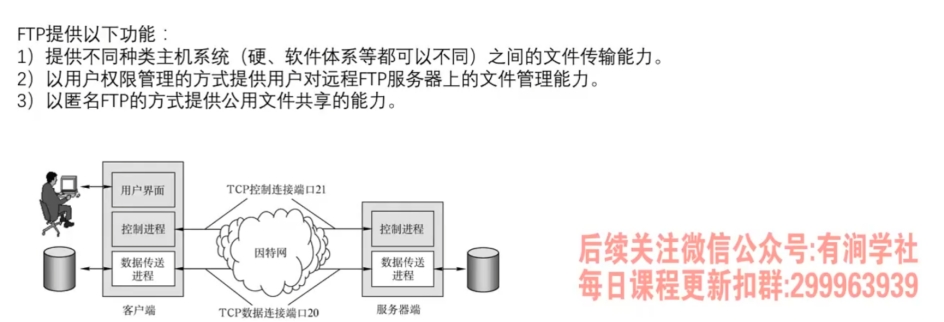 FTP提供以下功能：
1）提供不同种类主机系统（硬、软件体系等都可以不同）之间的文件传输能力。
2）以用户权限管理的方式提供用户对远程FTP服务器上的文件管理能力。
3）以匿名FTP的方式提供公用文件共享的能力。
用户界面
TCP控制连接端口21
控制进程
因特网
控制进程
数据传送
进程
数据传送
进程
客户端
TCP数据连接端口20
服务器端
后续关注微信公众号:有涧学社
每日课程更新扣群:299963939